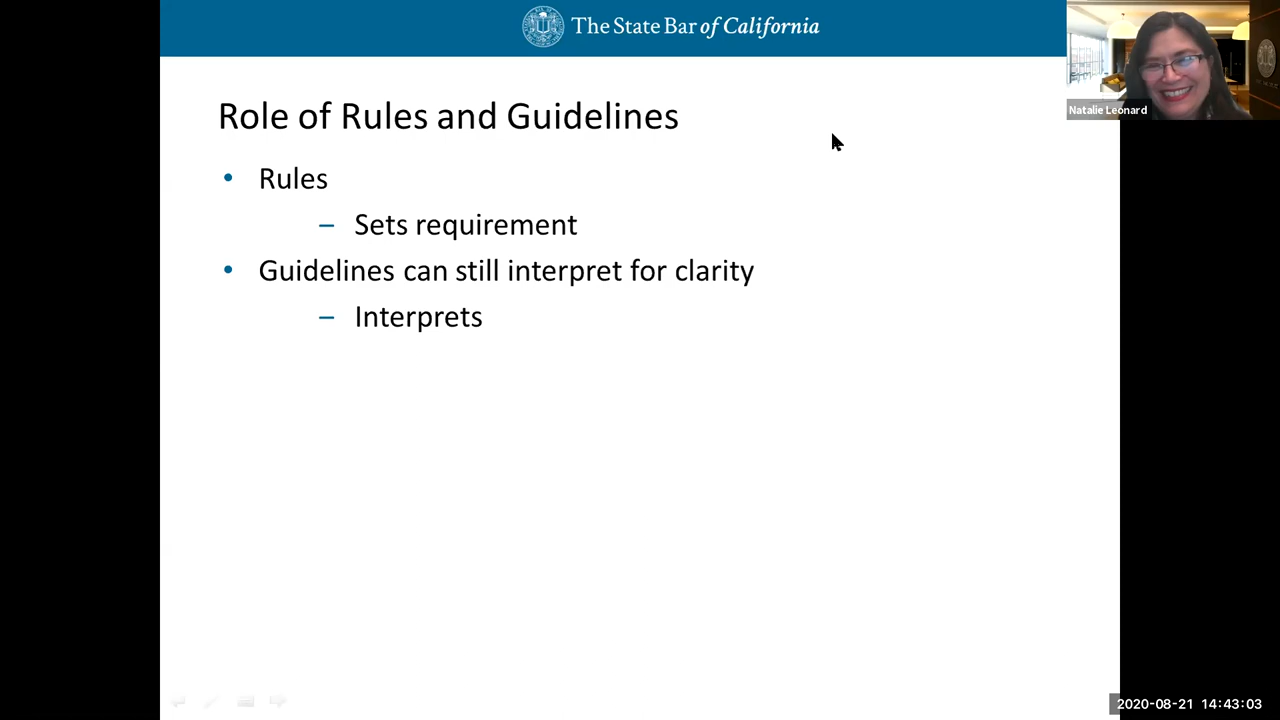 The State Bar of California
Natalie Leonard
Role of Rules and Guidelines
• Rules
– Sets requirement
• Guidelines can still interpret for clarity
– Interprets
2020-08-21 14:43:03